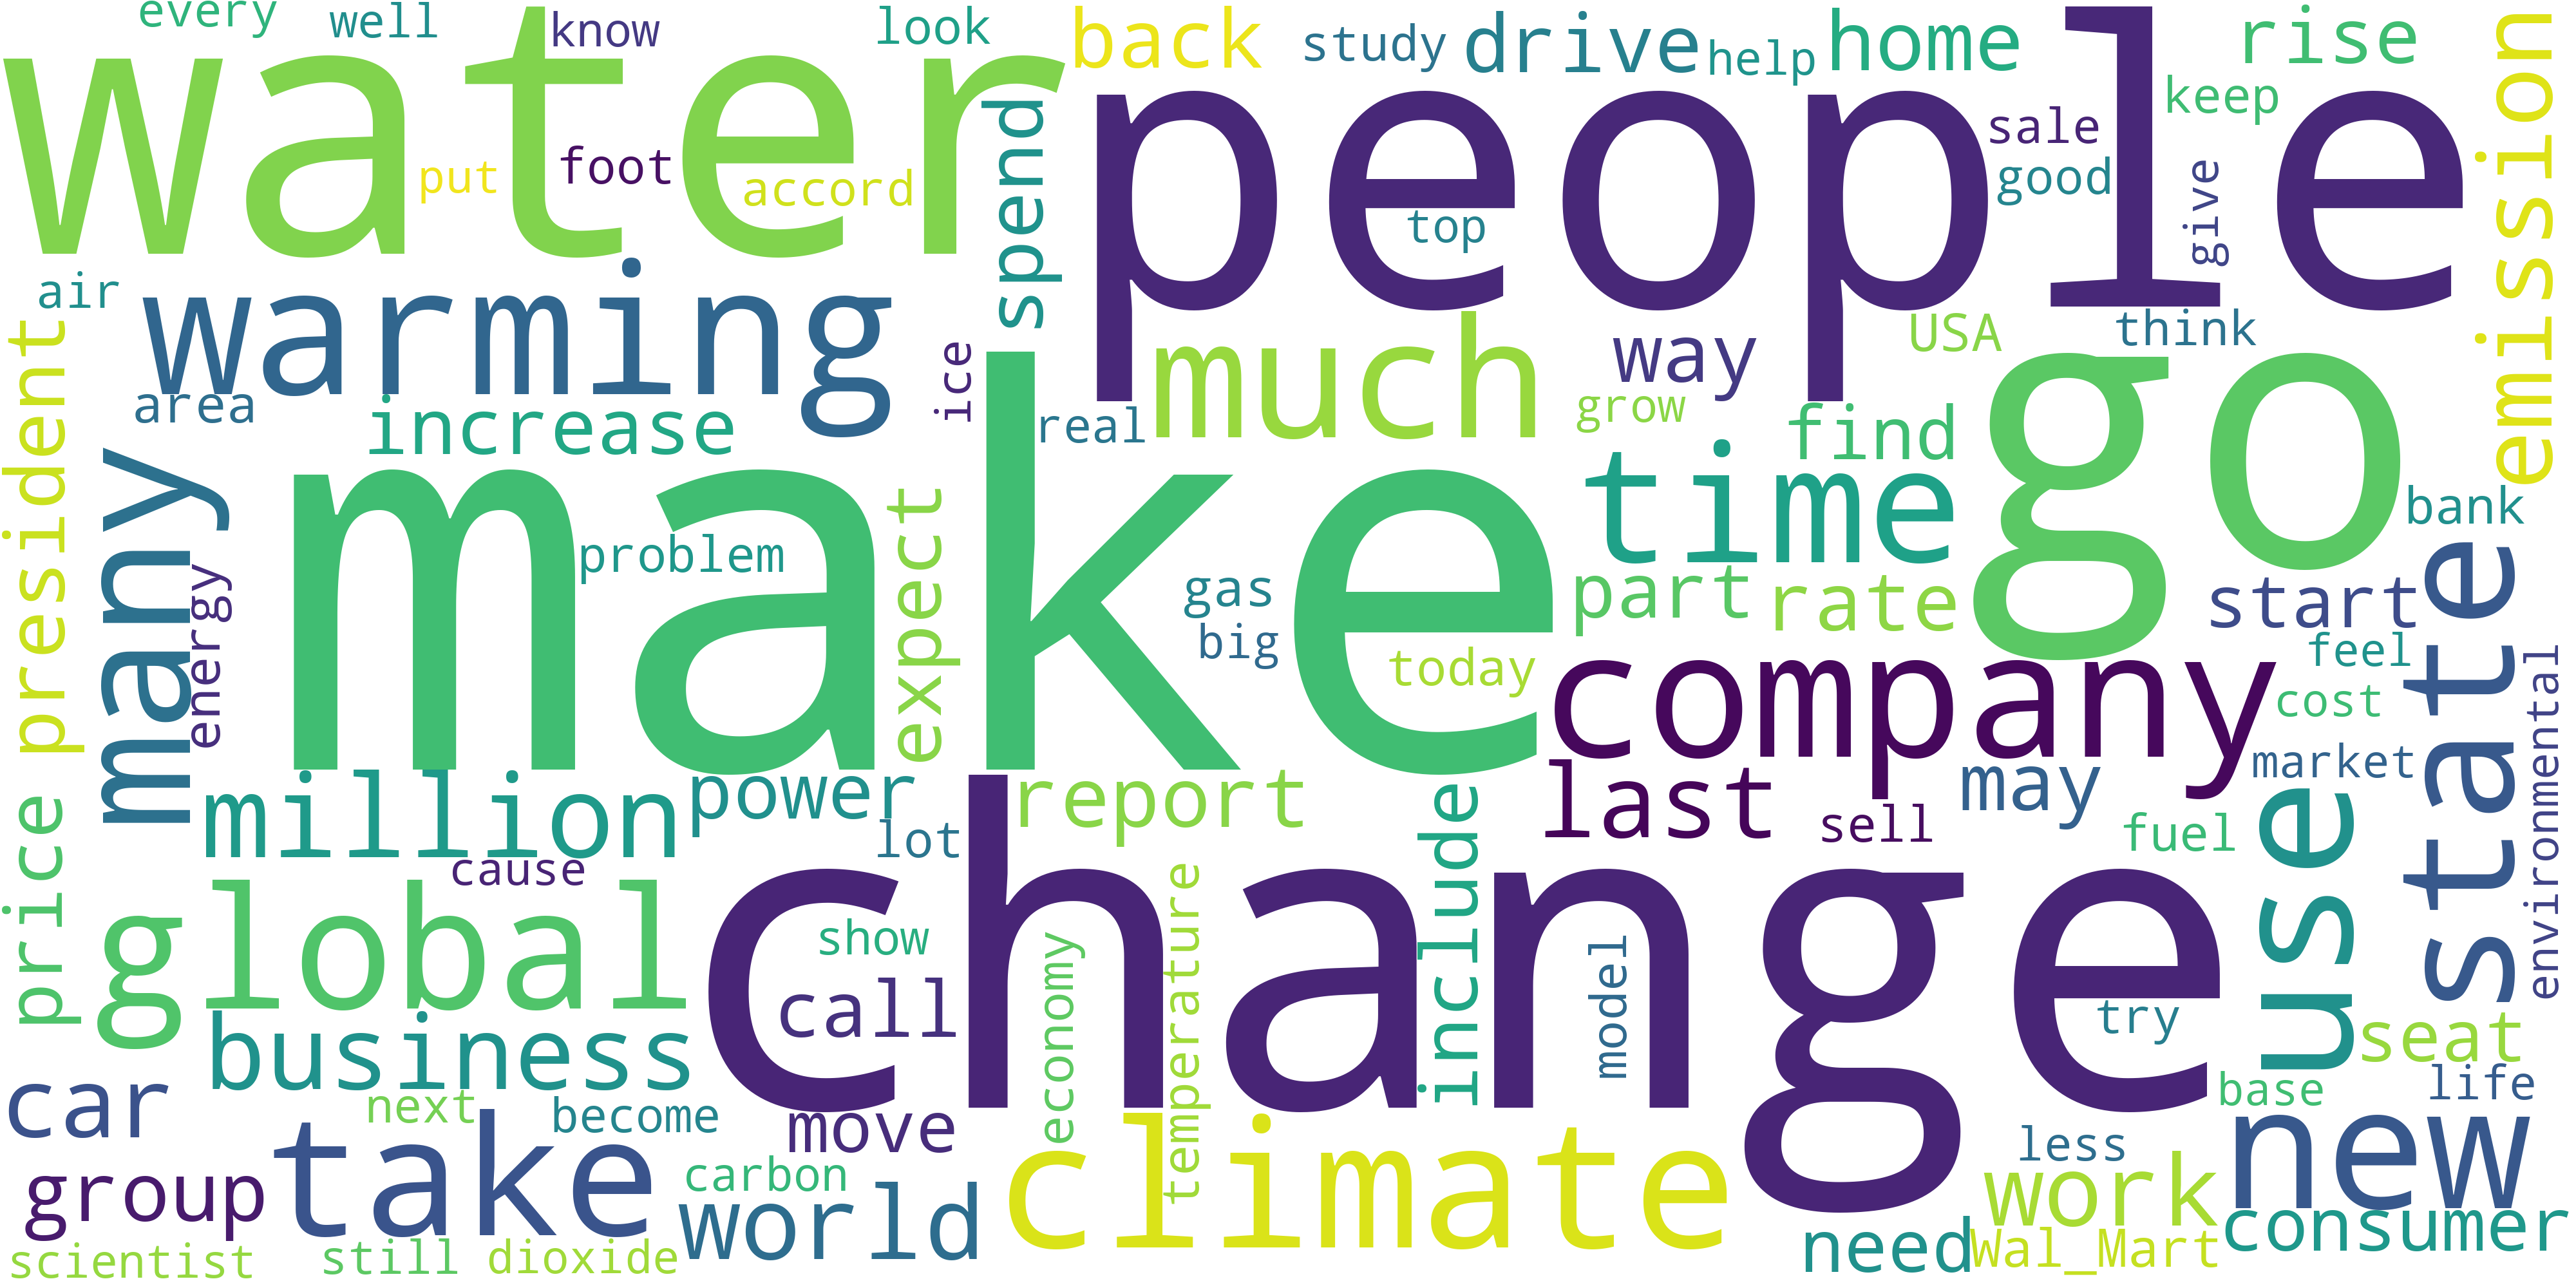 every
well
know
look
back
study
drive
help
home
rise
water
people
emission
keep
sale
good
give
put
foot
accord
spend
top
air
warming
ice
much
way
USA
think
go
president
area
increase
real
grow
find
many
time
bank
make
expect
problem
energy
gas
big
today
part
rate
start
state
company
feel
cost
environmental
market
million
power
report
last
sell
may
fuel
use
price
cause
lot
include
global
change
show
call
economy
temperature
model
try
seat
business
car
next
become
move
base
life
take
carbon
climate
less
work
new
group
world
need
consumer
Wal_Mart
scientist
still
dioxide